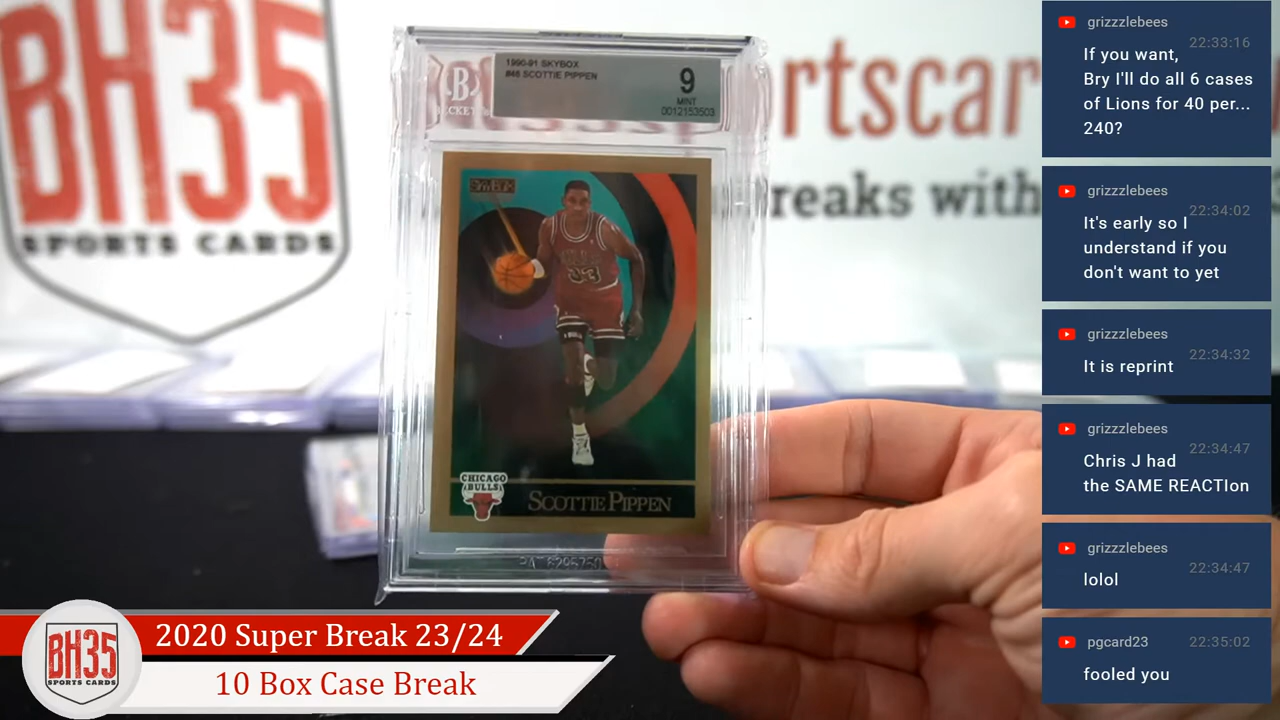 BH35
SPORTS CARDS
rtscar
reaks with
1990-91 SKYBOX
#46 SCOTTIE PIPPEN
9
MINT
0012153503
B
BECKETT
SKYBOX
BULLS
33
CHICAGO
BULLS
SCOTTIE PIPPEN
BH35
SPORTS CARDS
2020 Super Break 23/24
10 Box Case Break
grizzzlebees
22:33:16
If you want,
Bry I'll do all 6 cases
of Lions for 40 per...
240?
grizzzlebees
22:34:02
It's early so I
understand if you
don't want to yet
grizzzlebees
22:34:32
It is reprint
grizzzlebees
22:34:47
Chris J had
the SAME REACTIon
grizzzlebees
22:34:47
lolol
pgcard23
22:35:02
fooled you